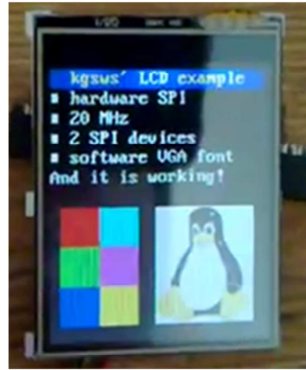 kgsws' LCD example
hardware SPI
20 MHz
2 SPI devices
software VGA font
And it is working!